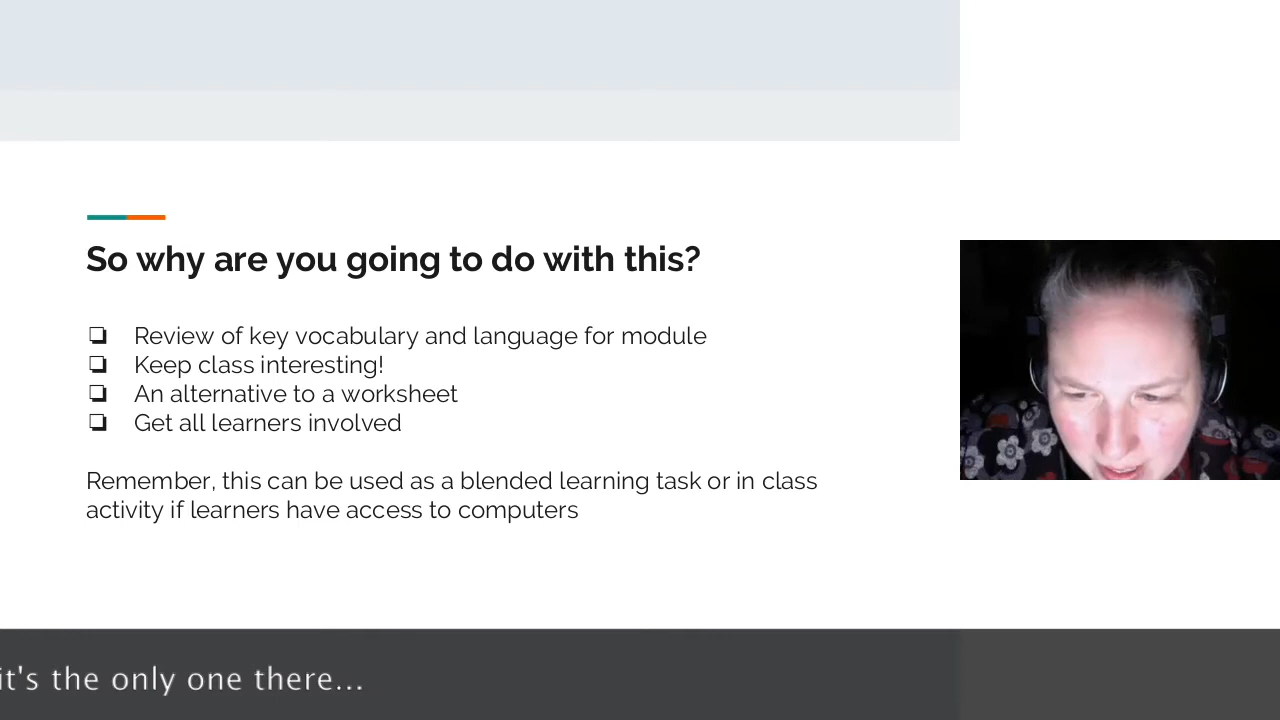 So why are you going to do with this?
❏ Review of key vocabulary and language for module
❏ Keep class interesting!
❏ An alternative to a worksheet
❏ Get all learners involved
Remember, this can be used as a blended learning task or in class
activity if learners have access to computers
it's the only one there...